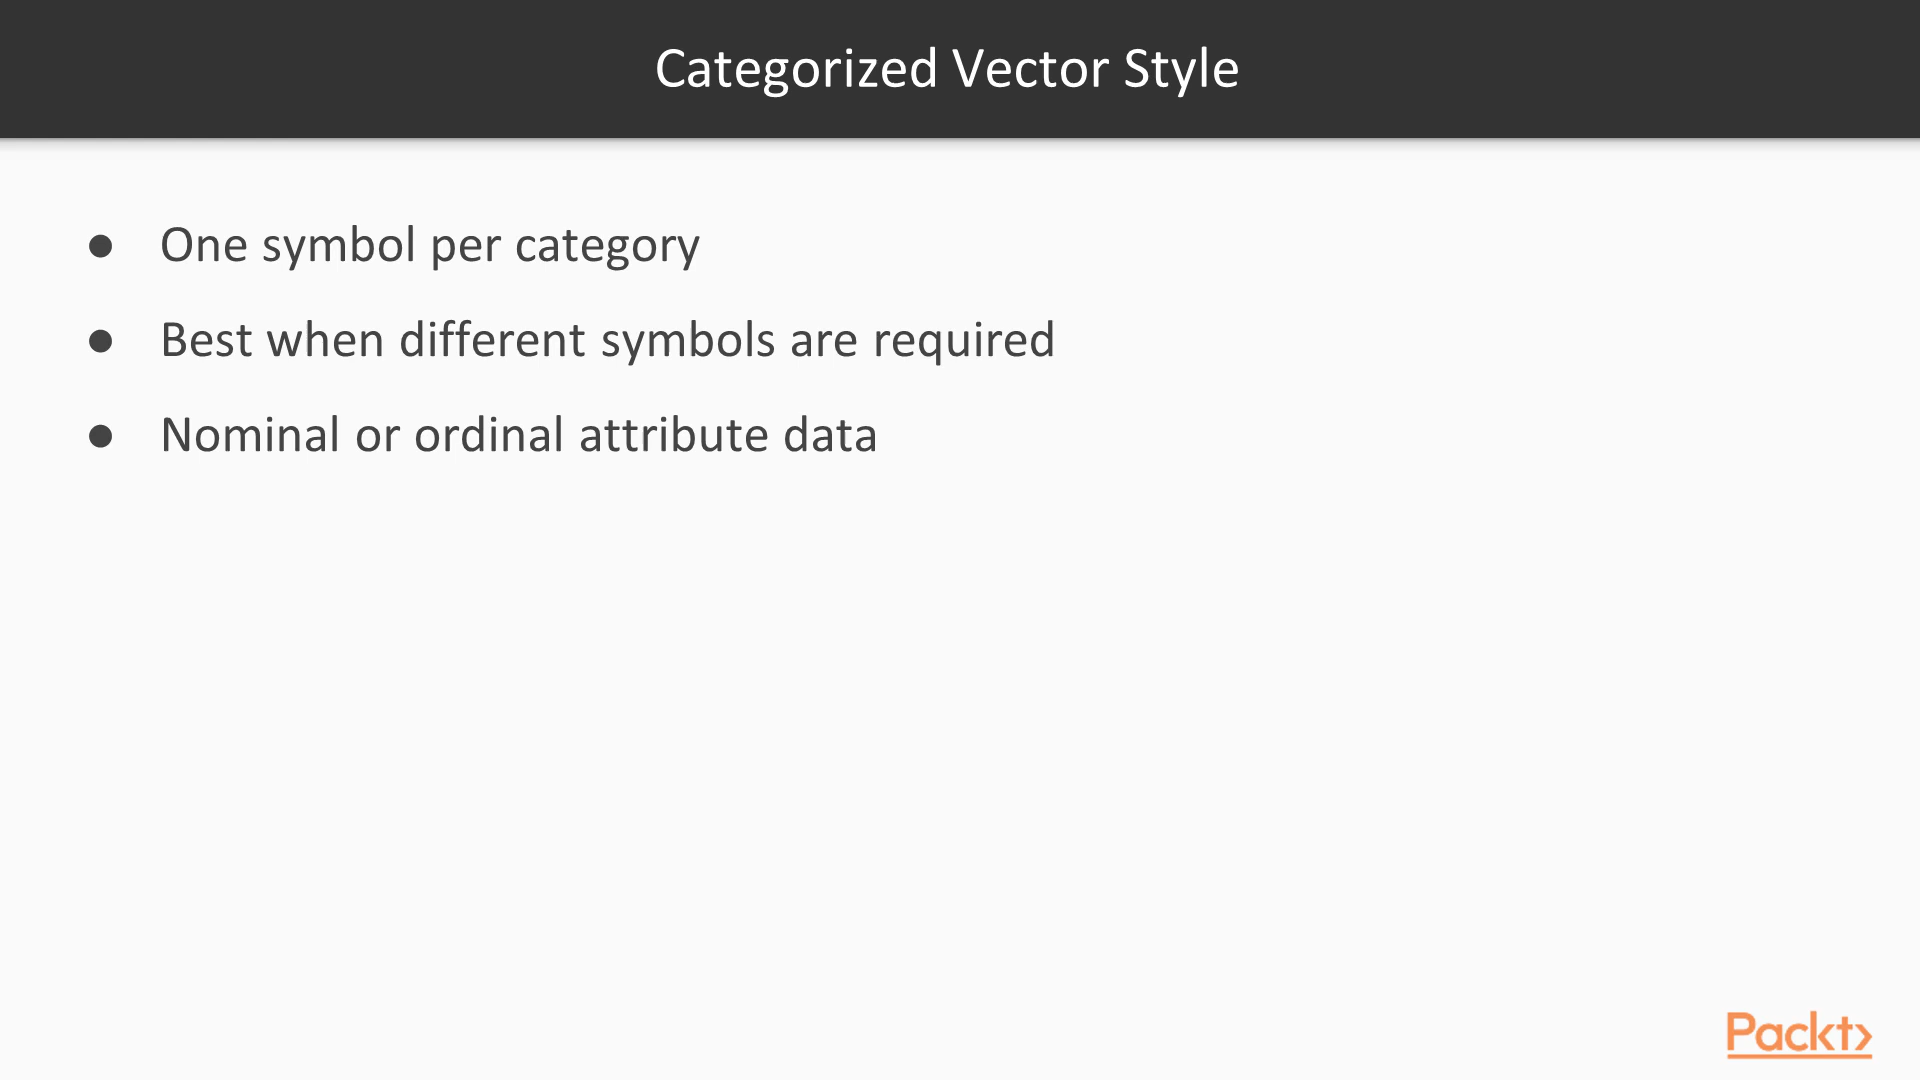 Categorized Vector Style
● One symbol per category
● Best when different symbols are required
● Nominal or ordinal attribute data
Packt>